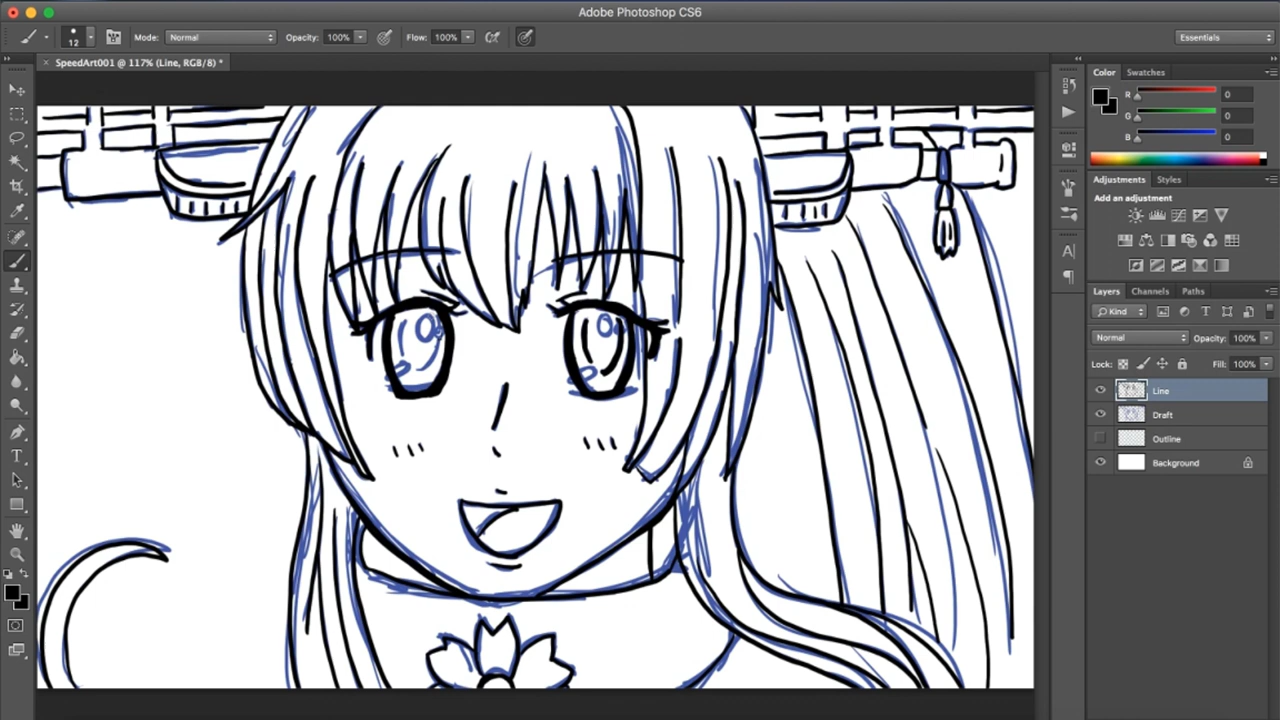 Adobe Photoshop CS6
12 Mode: Normal Opacity: 100% Flow: 100% Essentials
× SpeedArt001 @ 117% (Line, RGB/8) *
Color Swatches
R 0
G 0
B 0
Adjustments Styles
Add an adjustment
Layers Channels Paths
Kind
Normal Opacity: 100%
Lock: Fill: 100%
Line
Draft
Outline
Background